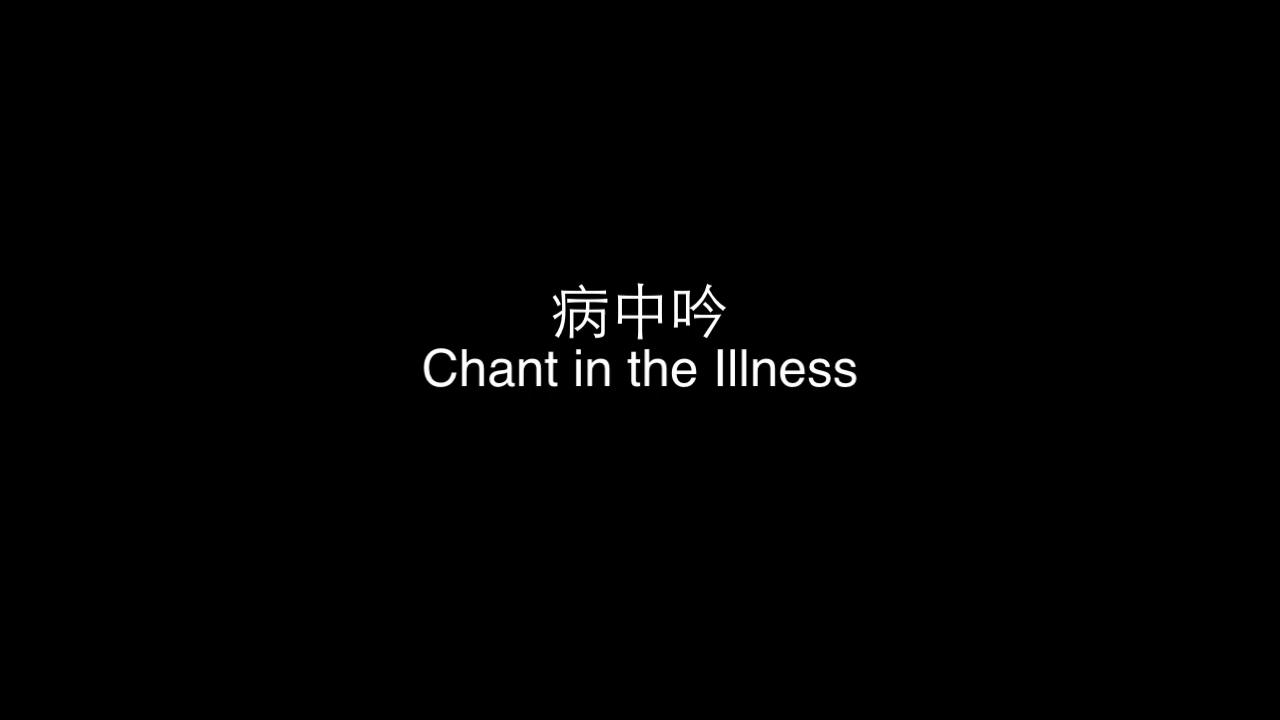 病中吟
Chant in the Illness